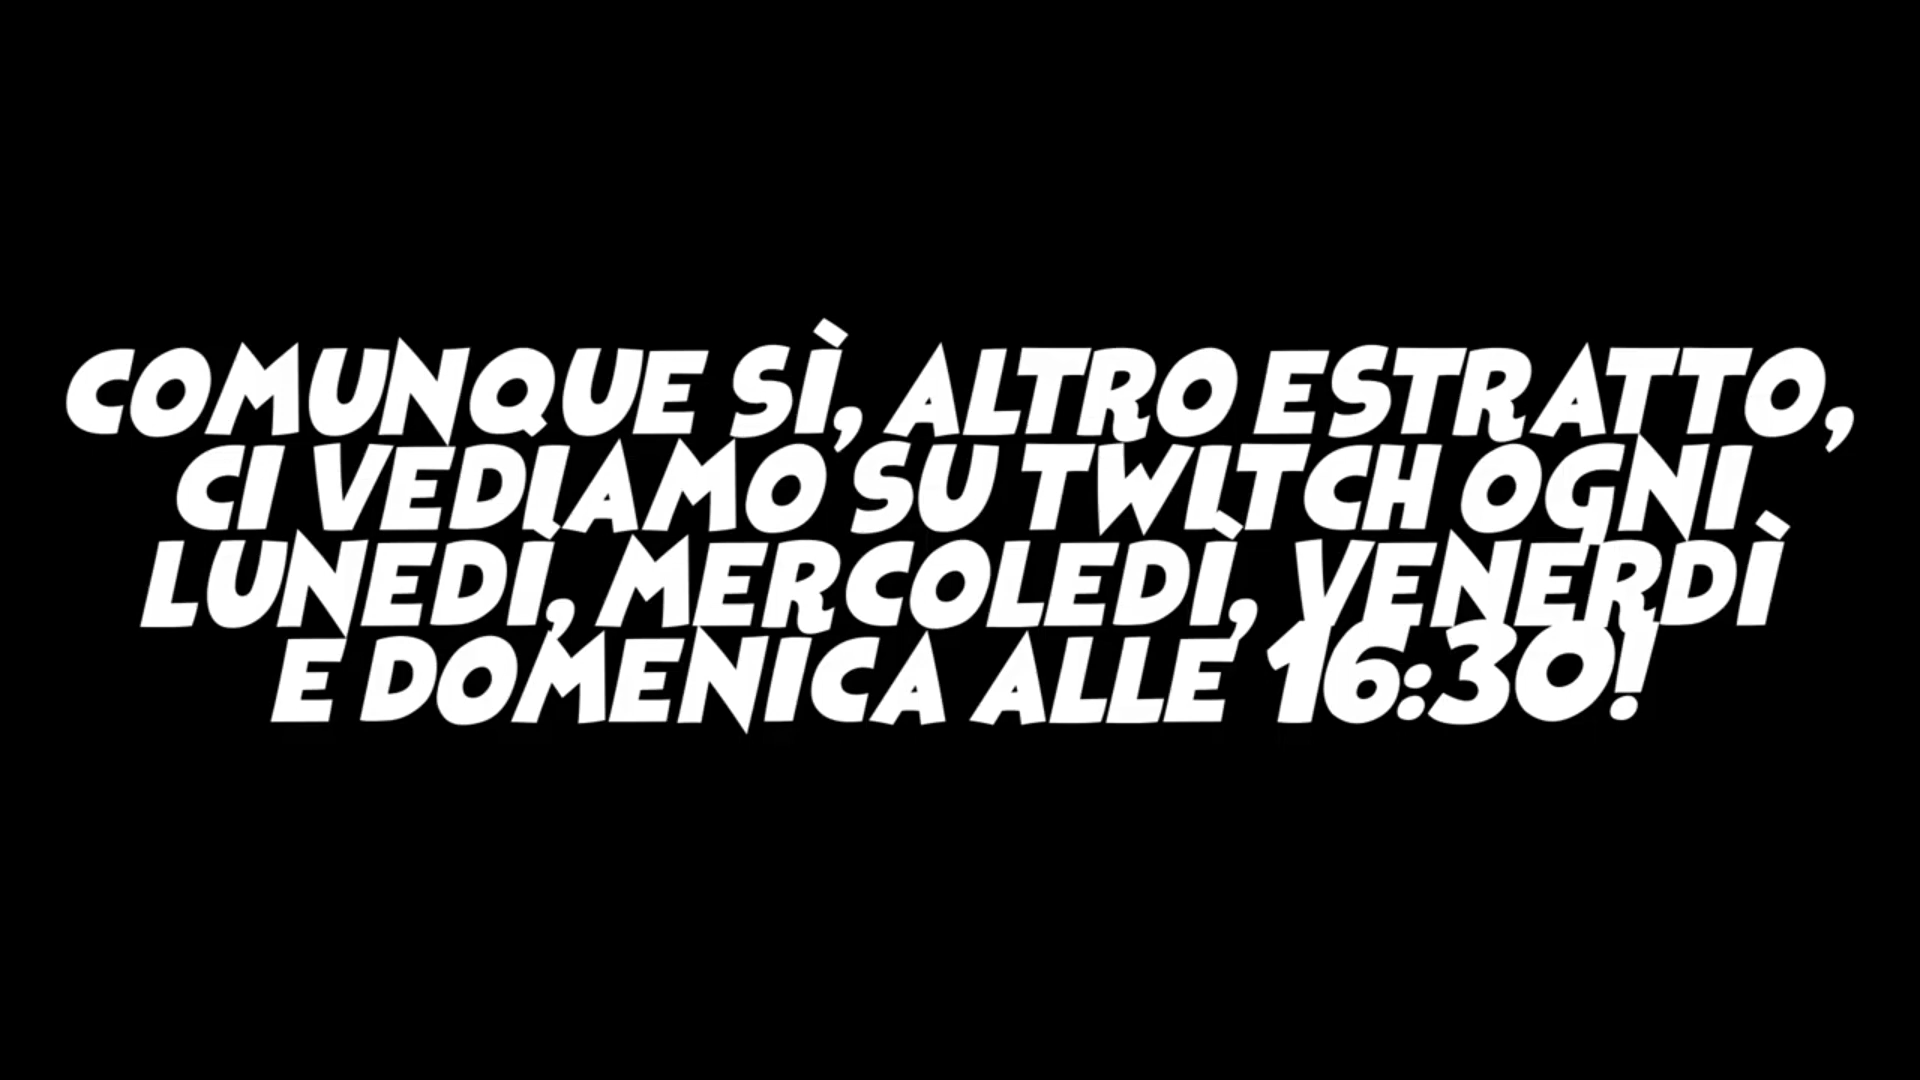 COMUNQUE SÌ, ALTRO ESTRATTO,
CI VEDIAMO SU TWITCH OGNI
LUNEDÌ, MERCOLEDÌ, VENERDÌ
E DOMENICA ALLE 16:30!